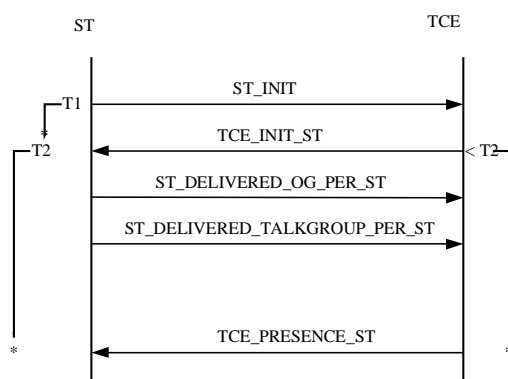 ST TCE
ST_INIT
T1
*
TCE_INIT_ST
T2 < T2
ST_DELIVERED_OG_PER_ST
ST_DELIVERED_TALKGROUP_PER_ST
TCE_PRESENCE_ST
* *